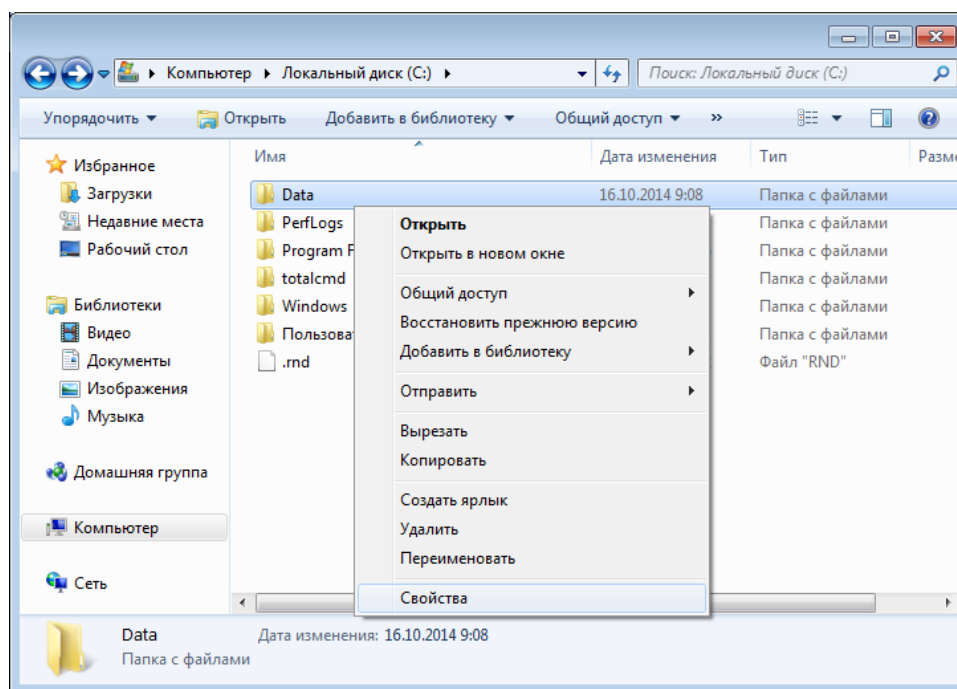 Компьютер Локальный диск (C:) Поиск: Локальный диск (C:)
Упорядочить Открыть Добавить в библиотеку Общий доступ »
Избранное
Загрузки
Недавние места
Рабочий стол
Библиотеки
Видео
Документы
Изображения
Музыка
Домашняя группа
Компьютер
Сеть
Имя Дата изменения Тип
Data 16.10.2014 9:08 Папка с файлами
PerfLogs Папка с файлами
Program F Папка с файлами
totalcmd Папка с файлами
Windows Папка с файлами
Пользова Папка с файлами
.rnd Файл "RND"
Открыть
Открыть в новом окне
Общий доступ
Восстановить прежнюю версию
Добавить в библиотеку
Отправить
Вырезать
Копировать
Создать ярлык
Удалить
Переименовать
Свойства
Data Дата изменения: 16.10.2014 9:08
Папка с файлами